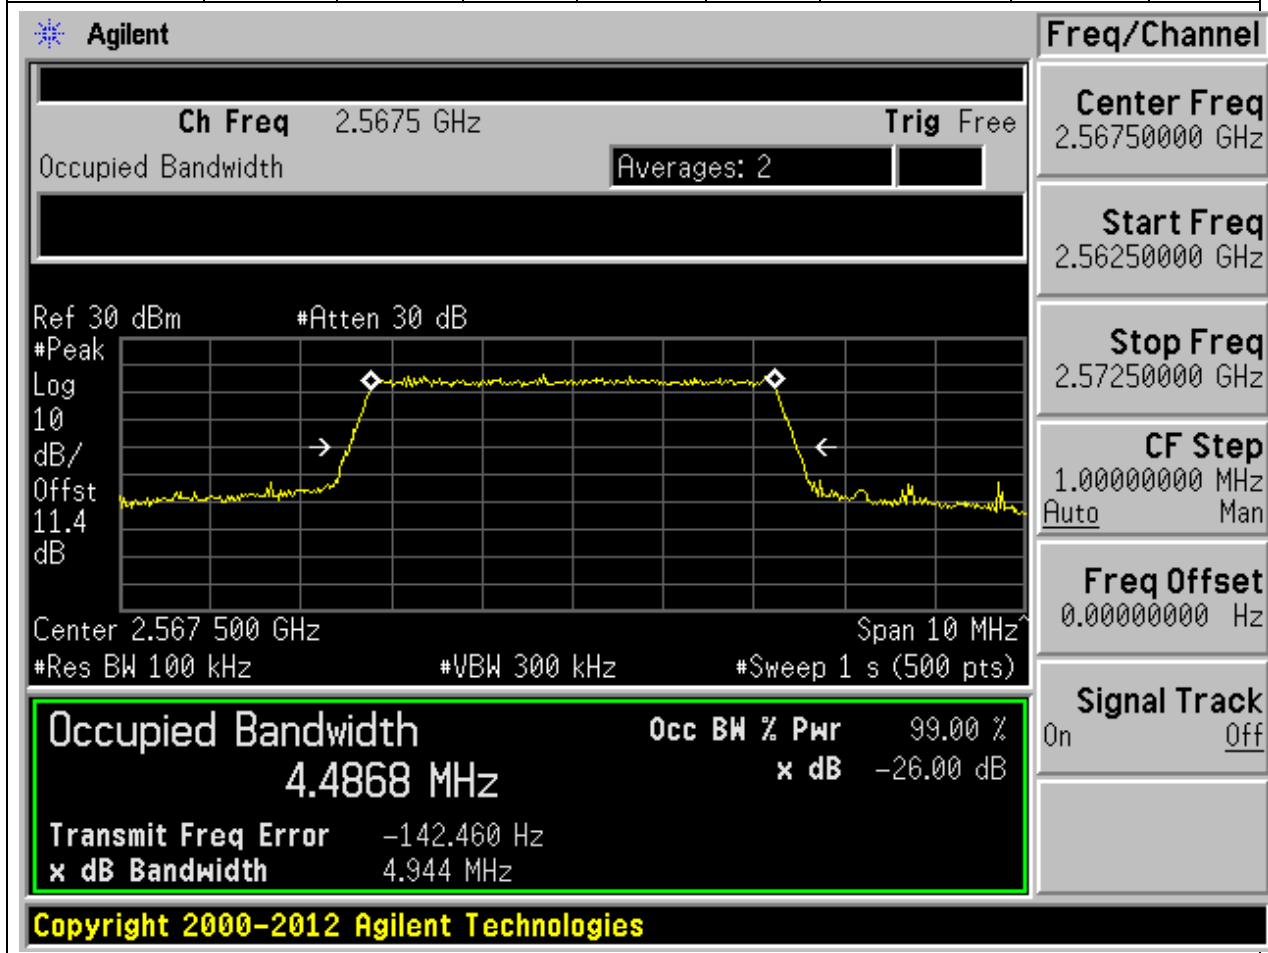 Agilent
Freq/Channel
Ch Freq 2.5675 GHz Trig Free
Occupied Bandwidth Averages: 2
Center Freq
2.56750000 GHz
Start Freq
2.56250000 GHz
Stop Freq
2.57250000 GHz
CF Step
1.00000000 MHz
Auto Man
Freq Offset
0.00000000 Hz
Signal Track
On Off
Ref 30 dBm #Atten 30 dB
#Peak
Log
10
dB/
Offst
11.4
dB
Center 2.567 500 GHz Span 10 MHz^
#Res BW 100 kHz #VBW 300 kHz #Sweep 1 s (500 pts)
Occupied Bandwidth Occ BW % Pwr 99.00 %
4.4868 MHz x dB -26.00 dB
Transmit Freq Error -142.460 Hz
x dB Bandwidth 4.944 MHz
Copyright 2000-2012 Agilent Technologies